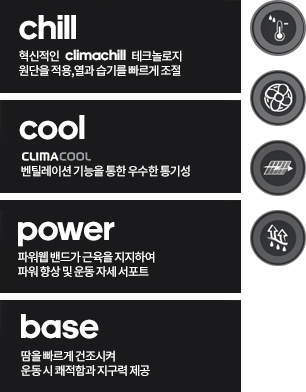 chill
혁신적인 climachill 테크놀로지
원단을 적용,열과 습기를 빠르게 조절
cool
CLIMACOOL
벤틸레이션 기능을 통한 우수한 통기성
power
파워웹 밴드가 근육을 지지하여
파워 향상 및 운동 자세 서포트
base
땀을 빠르게 건조시켜
운동 시 쾌적함과 지구력 제공